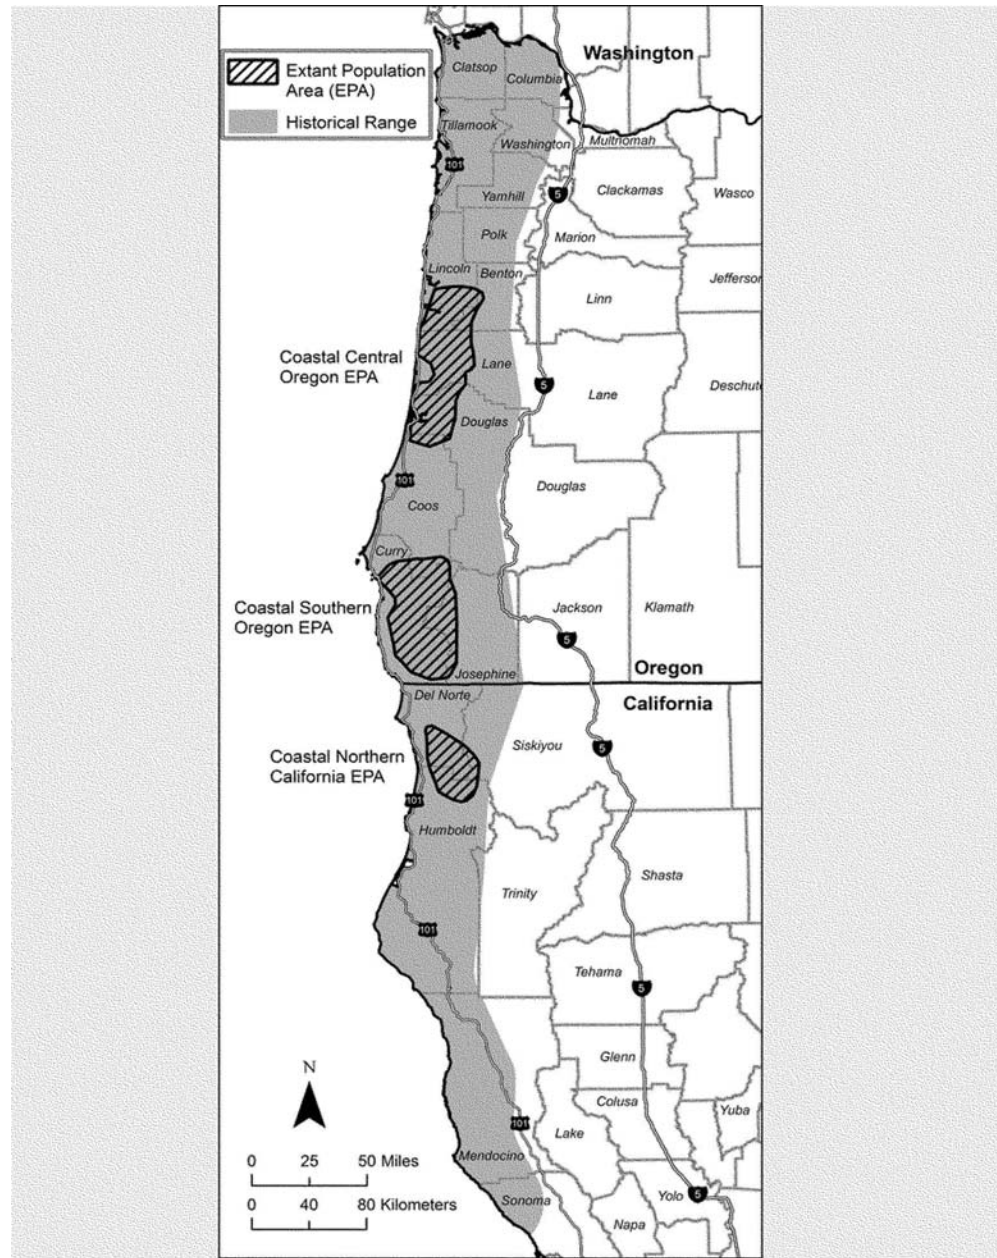 Washington
Extant Population
Area (EPA)
Historical Range
Clatsop
Columbia
Tillamook
Washington
Multnomah
101
Yamhill
5
Clackamas
Wasco
Polk
Marion
Lincoln
Benton
Jefferson
Linn
Coastal Central
Oregon EPA
Lane
5
Lane
Deschute
Douglas
101
Douglas
Coos
Curry
Coastal Southern
Oregon EPA
Jackson
Klamath
5
Josephine
Oregon
Del Norte
California
Coastal Northern
California EPA
Siskiyou
5
101
Humboldt
Shasta
Trinity
101
Tehama
5
N
Glenn
Colusa
Yuba
101
Lake
Mendocino
0 25 50 Miles
0 40 80 Kilometers
Sonoma
Yolo
5
Napa